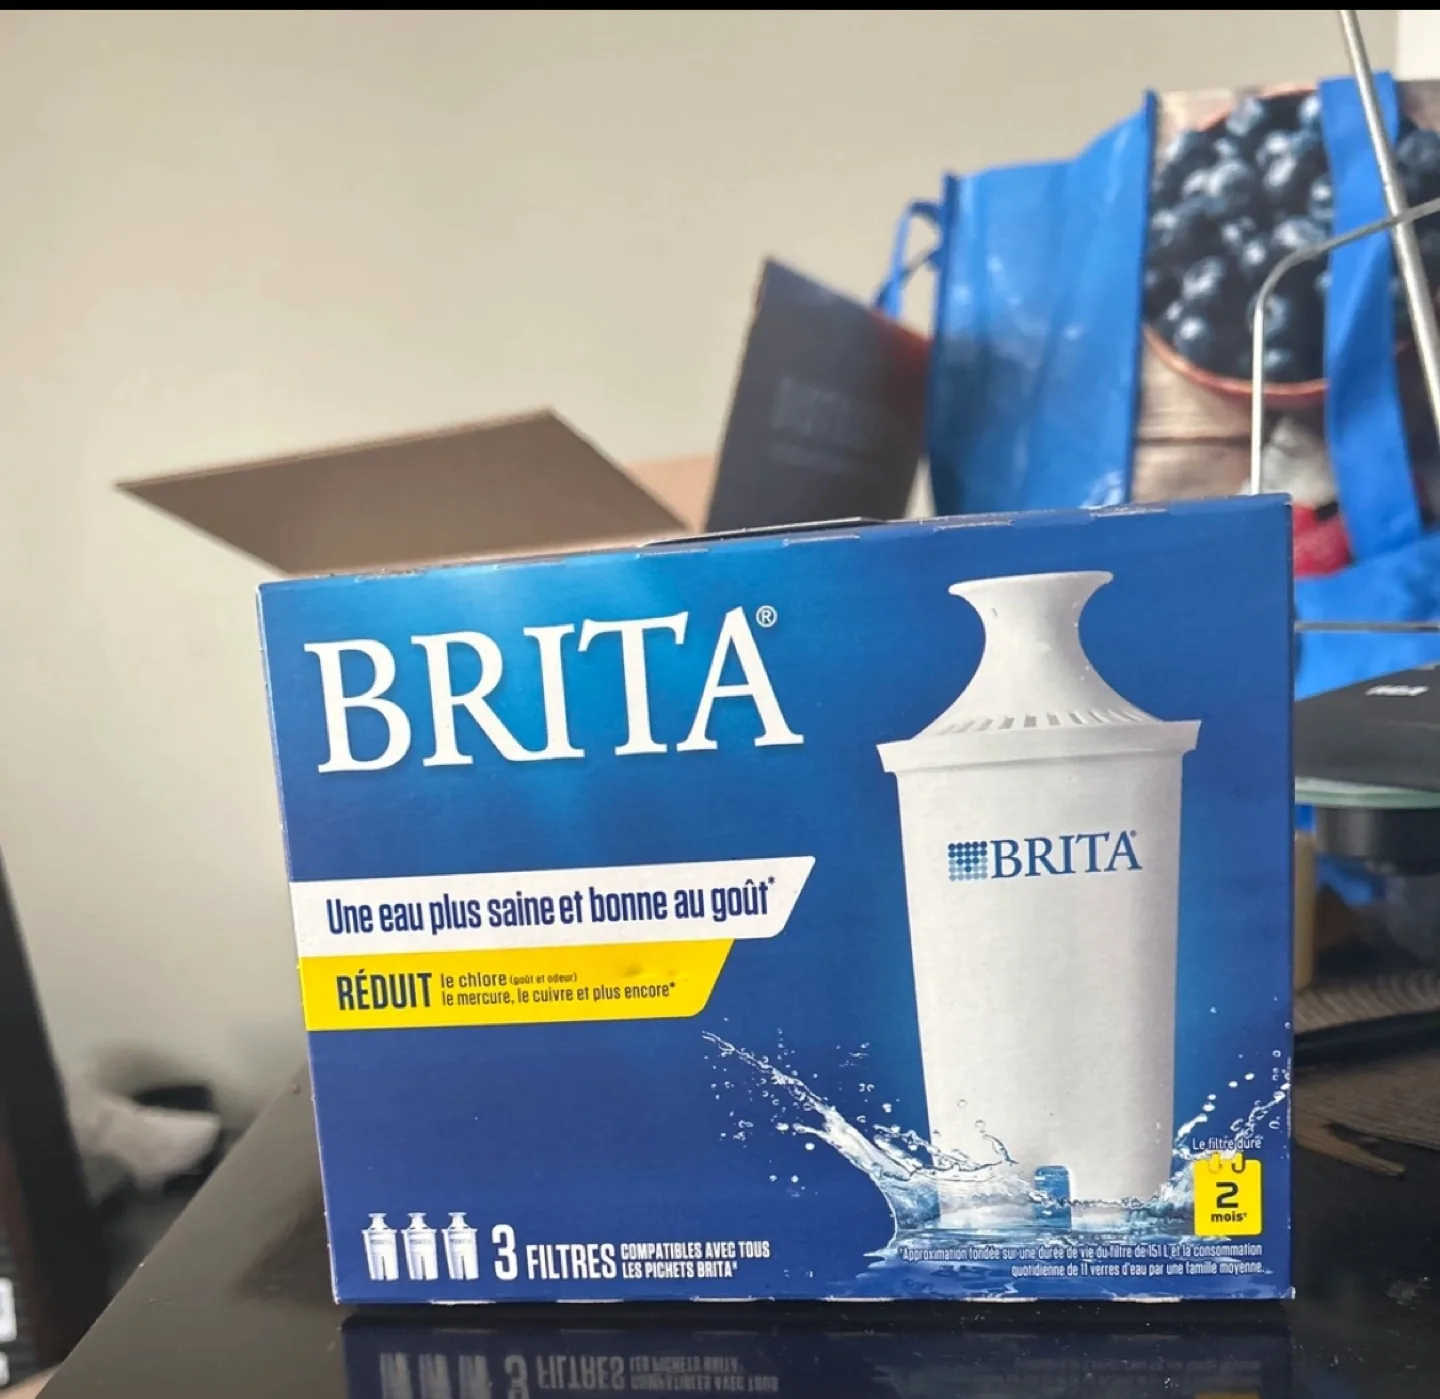 BRITA®
BRITA®
Une eau plus saine et bonne au goût*
RÉDUIT le chlore (goût et odeur)
le mercure, le cuivre et plus encore*
Le filtre dure
2
mois†
3 FILTRES COMPATIBLES AVEC TOUS
LES PICHETS BRITA*
†Approximation fondée sur une durée de vie du filtre de 151 L et la consommation
quotidienne de 11 verres d'eau par une famille moyenne.
RCA